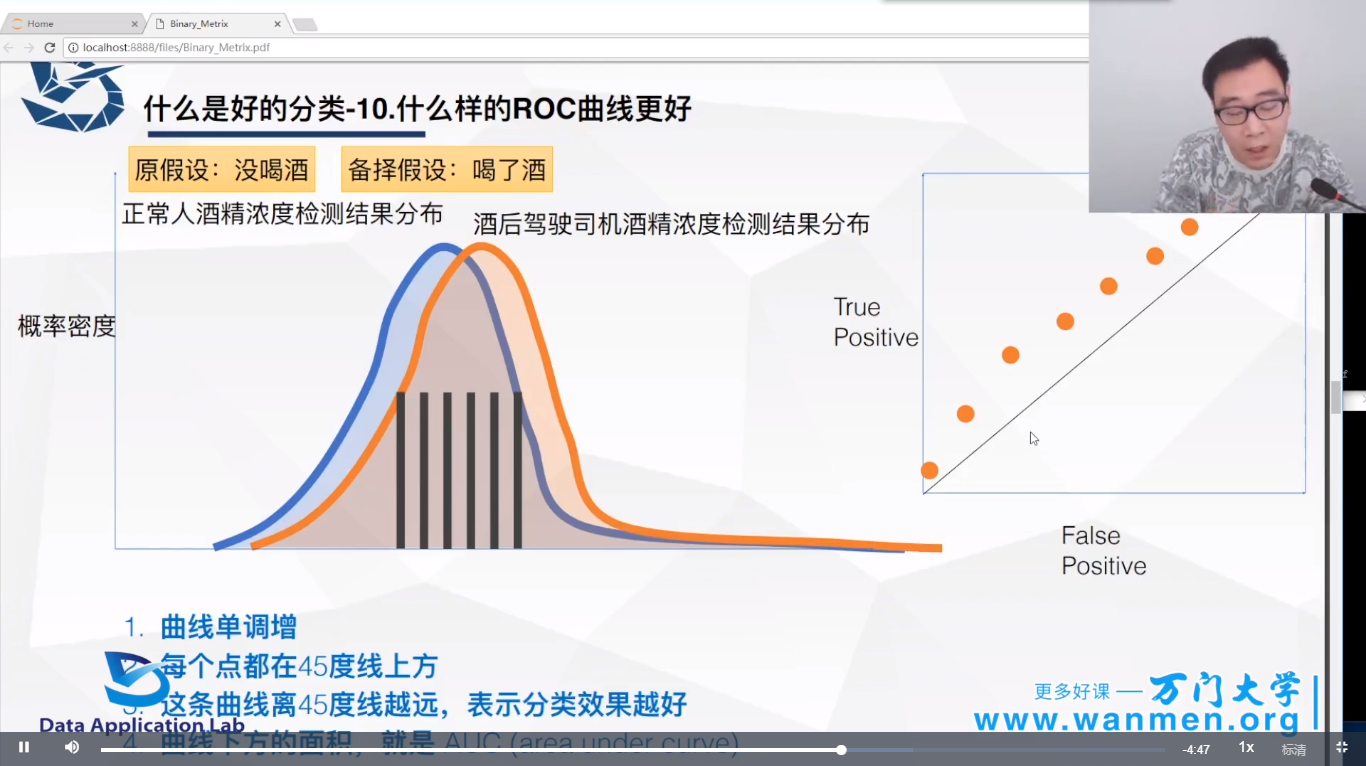 Home
Binary_Metrix
localhost:8888/files/Binary_Metrix.pdf
什么是好的分类-10.什么样的ROC曲线更好
原假设：没喝酒
备择假设：喝了酒
正常人酒精浓度检测结果分布
酒后驾驶司机酒精浓度检测结果分布
概率密度
True
Positive
False
Positive
1. 曲线单调增
每个点都在45度线上方
3. 这条曲线离45度线越远，表示分类效果越好
4. 曲线下方的面积，就是 AUC (area under curve)
Data Application Lab
更多好课 — 万门大学
www.wanmen.org
-4:47
1x
标清